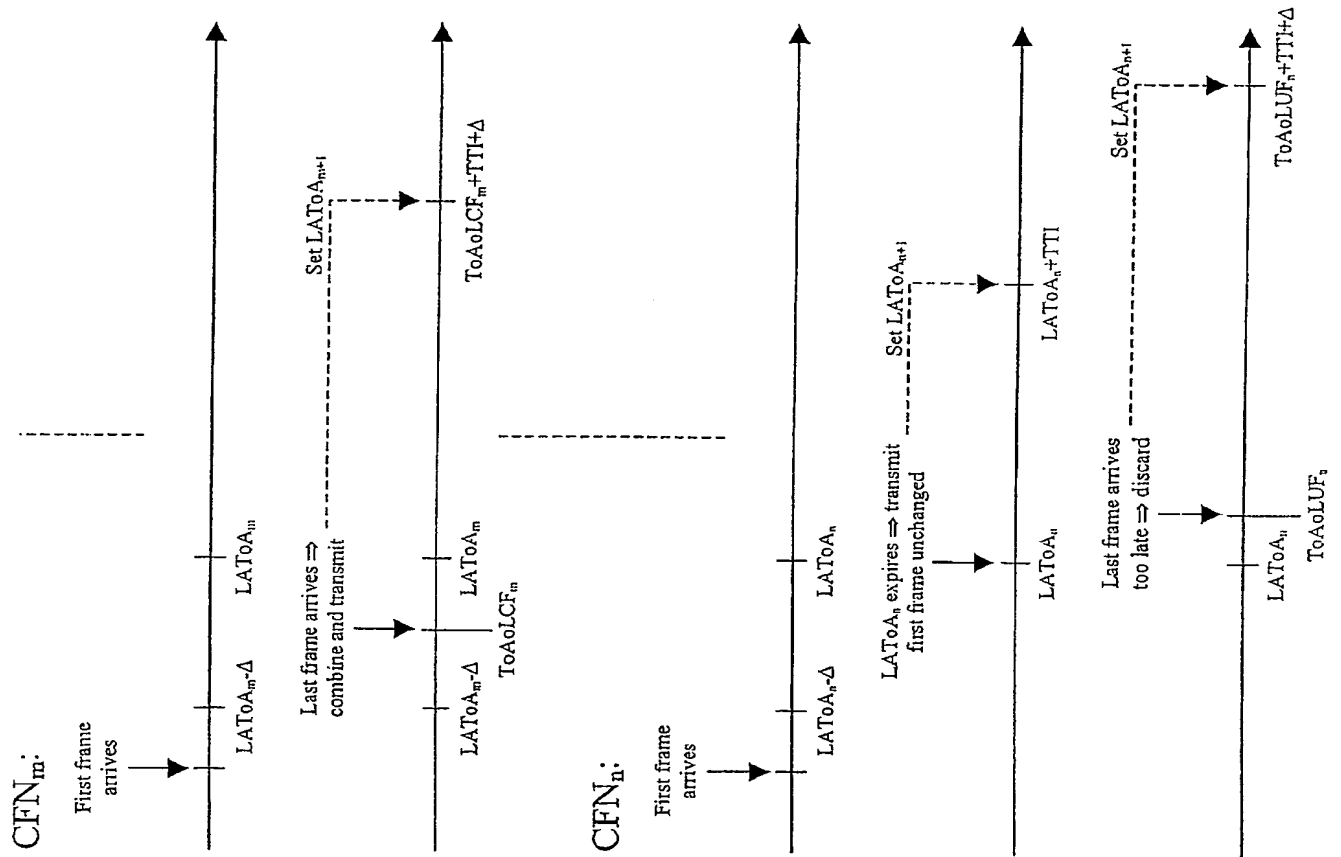 CFNm:
First frame
arrives
LAToAm-Δ
LAToAm
Last frame arrives ⇒
combine and transmit
Set LAToAm+1
LAToAm-Δ
ToAoLCFm
LAToAm
ToAoLCFm+TTI+Δ
CFNn:
First frame
arrives
LAToAn-Δ
LAToAn
LAToAn expires ⇒ transmit
first frame unchanged
Set LAToAn+1
LAToAn
LAToAn+TTI
Last frame arrives
too late ⇒ discard
Set LAToAn+1
LAToAn
ToAoLUFn
ToAoLUFn+TTI+Δ